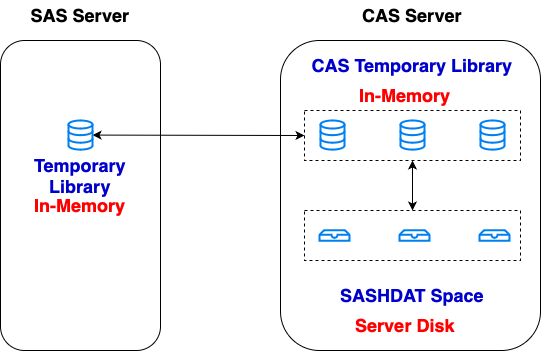 SAS Server
CAS Server
CAS Temporary Library
In-Memory
Temporary
Library
In-Memory
SASHDAT Space
Server Disk